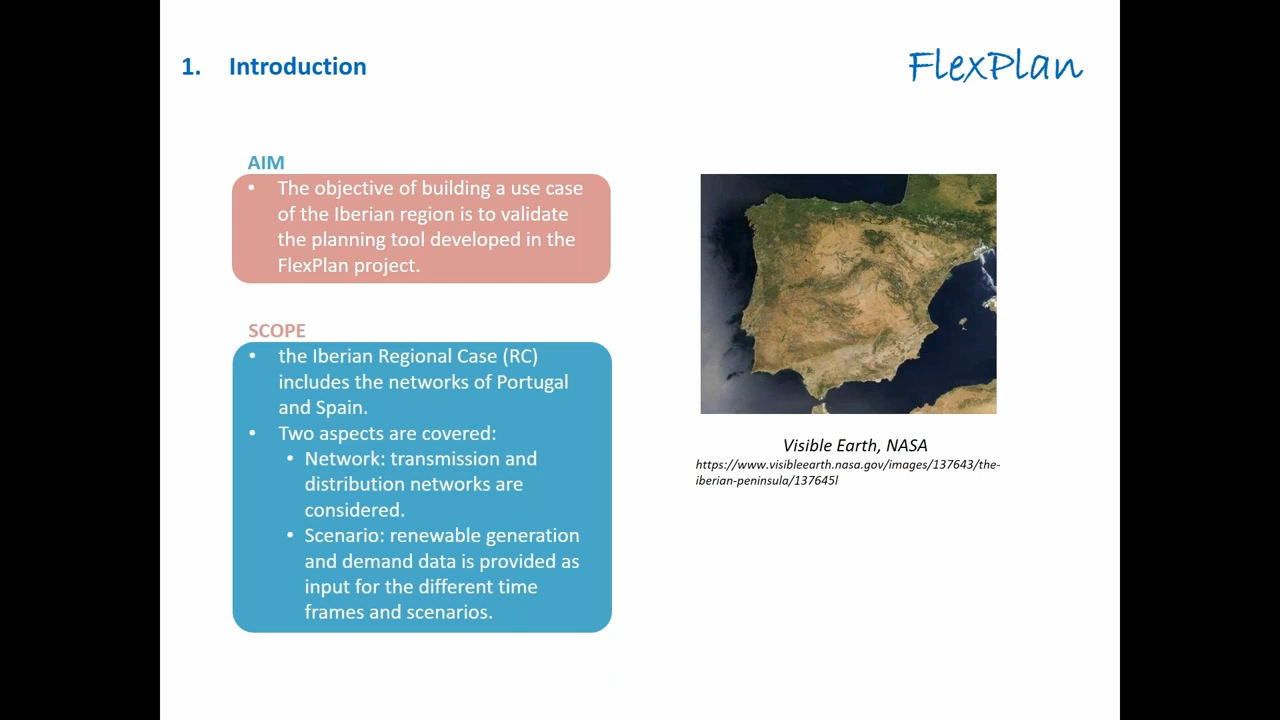 1. Introduction
FlexPlan
AIM
• The objective of building a use case
of the Iberian region is to validate
the planning tool developed in the
FlexPlan project.
SCOPE
• the Iberian Regional Case (RC)
includes the networks of Portugal
and Spain.
• Two aspects are covered:
• Network: transmission and
distribution networks are
considered.
• Scenario: renewable generation
and demand data is provided as
input for the different time
frames and scenarios.
Visible Earth, NASA
https://www.visibleearth.nasa.gov/images/137643/the-
iberian-peninsula/137645l